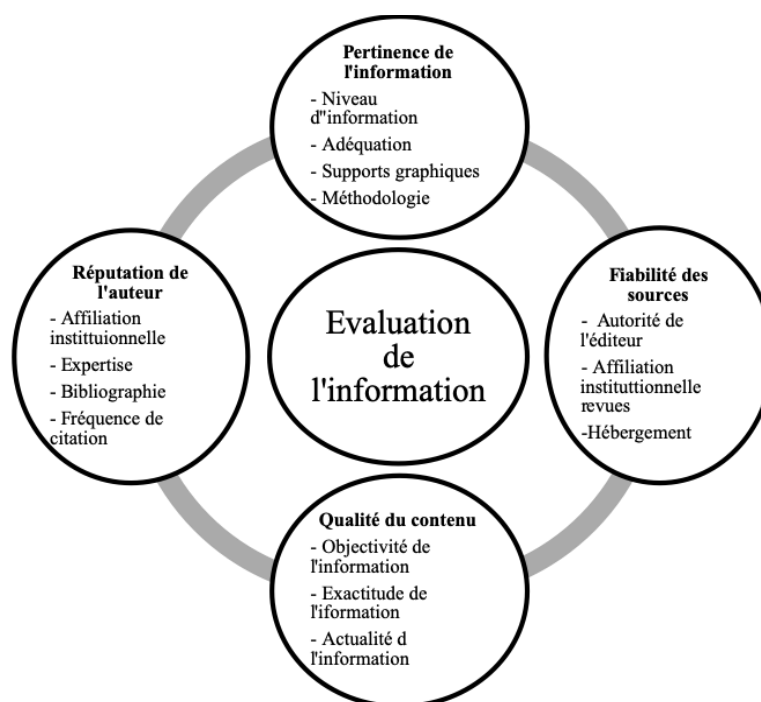 Pertinence de
l'information
- Niveau
d"information
- Adéquation
- Supports graphiques
- Méthodologie
Réputation de
l'auteur
- Affiliation
instituionnelle
- Expertise
- Bibliographie
- Fréquence de
citation
Evaluation
de
l'information
Fiabilité des
sources
- Autorité de
l'éditeur
- Affiliation
instituttionnelle
revues
-Hébergement
Qualité du contenu
- Objectivité de
l'information
- Exactitude de
l'iformation
- Actualité d
l'information